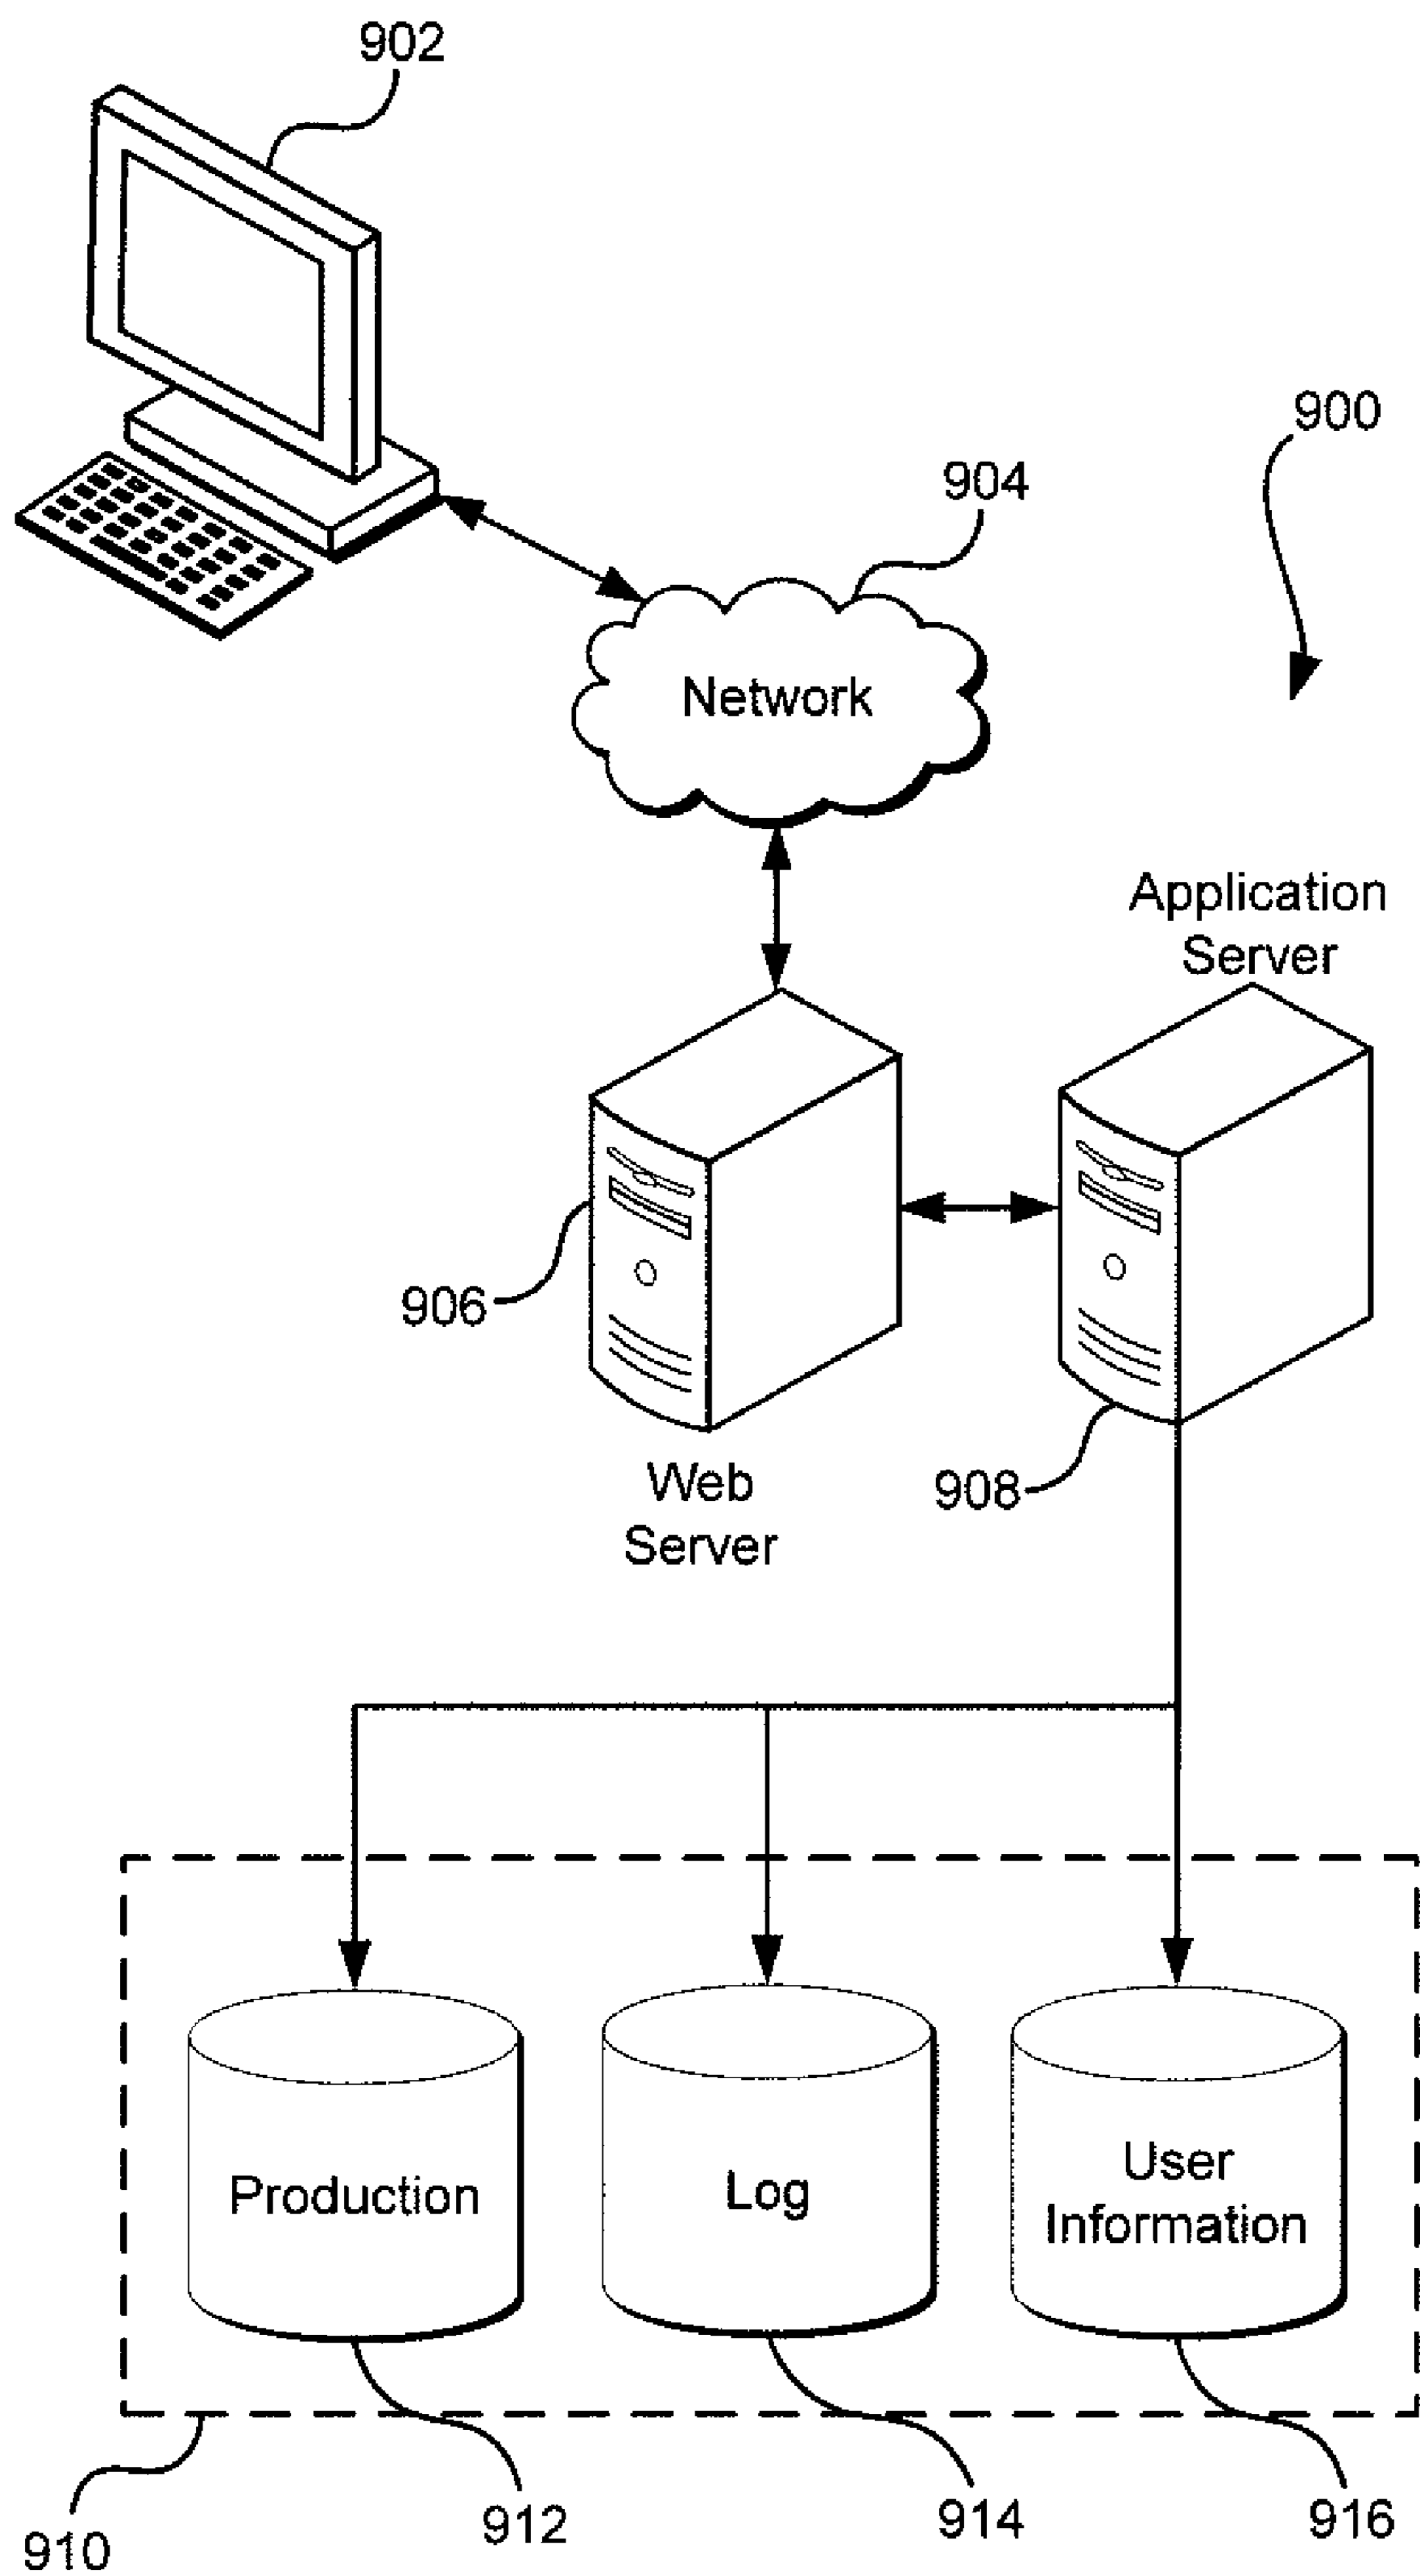 902
900
904
Network
Application
Server
906
908
Web
Server
Production
Log
User
Information
910
912
914
916